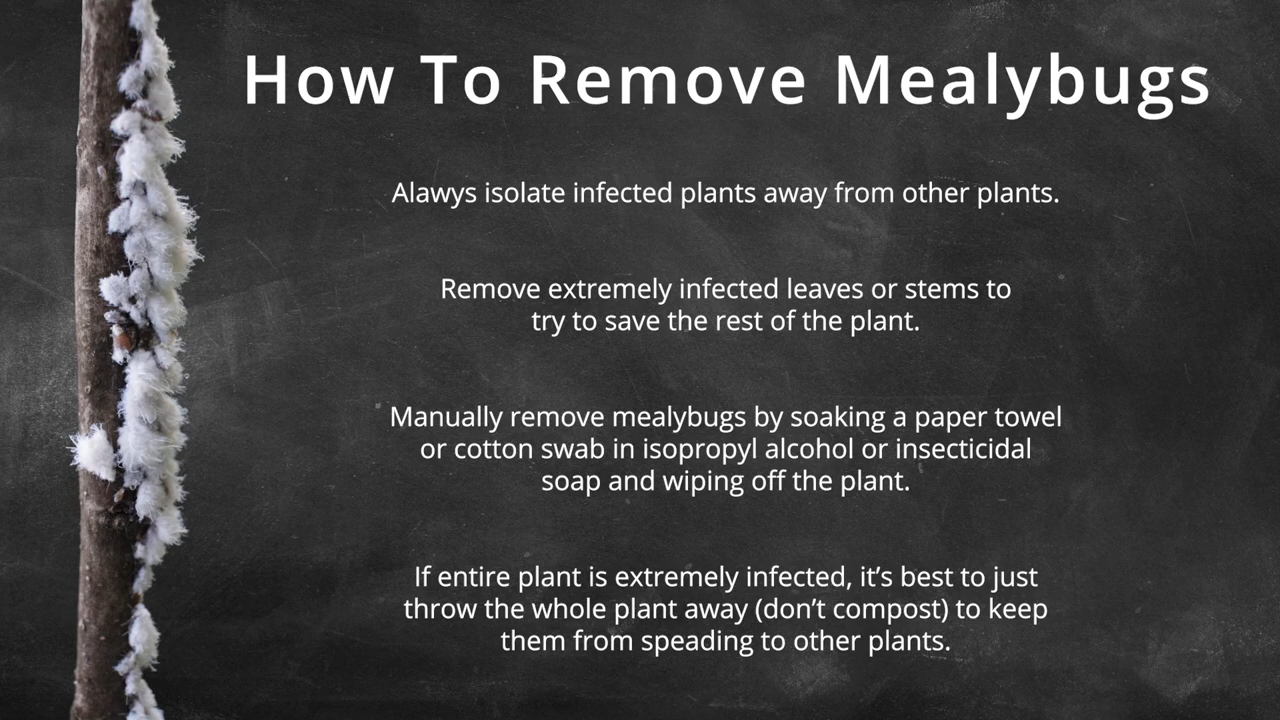 How To Remove Mealybugs
Alawys isolate infected plants away from other plants.
Remove extremely infected leaves or stems to
try to save the rest of the plant.
Manually remove mealybugs by soaking a paper towel
or cotton swab in isopropyl alcohol or insecticidal
soap and wiping off the plant.
If entire plant is extremely infected, it’s best to just
throw the whole plant away (don’t compost) to keep
them from speading to other plants.